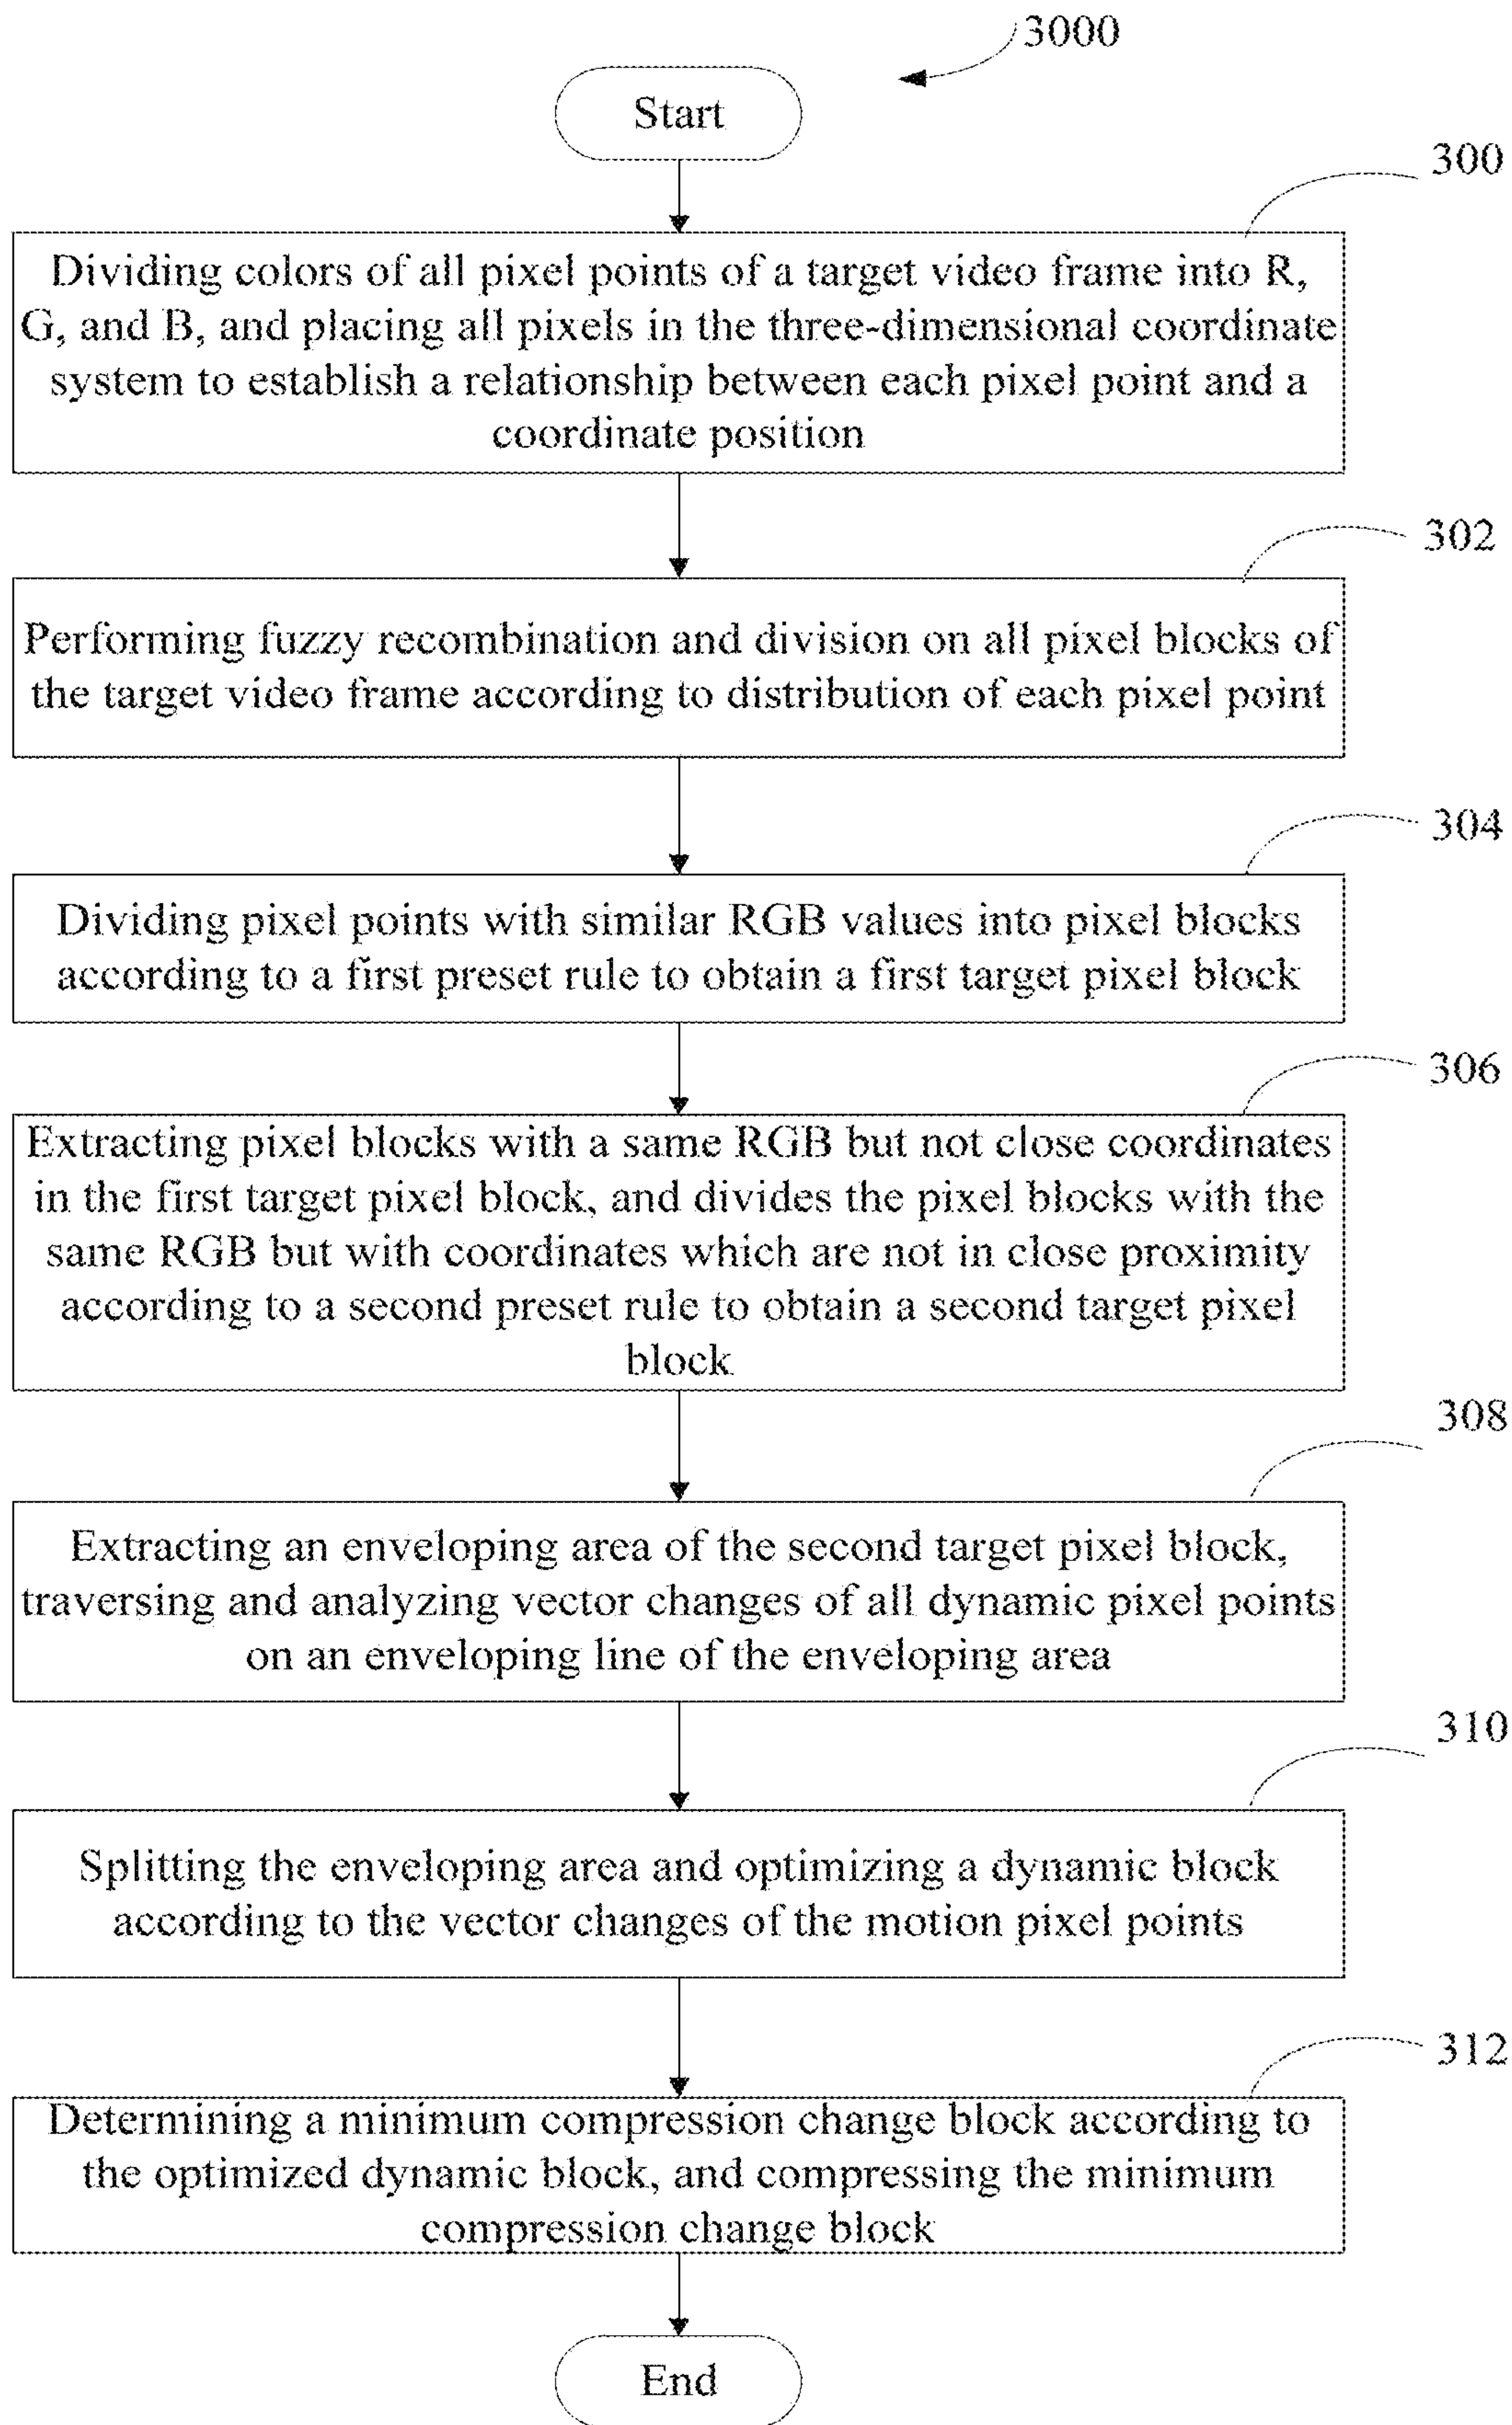 3000
Start
300
Dividing colors of all pixel points of a target video frame into R,
G, and B, and placing all pixels in the three-dimensional coordinate
system to establish a relationship between each pixel point and a
coordinate position
302
Performing fuzzy recombination and division on all pixel blocks of
the target video frame according to distribution of each pixel point
304
Dividing pixel points with similar RGB values into pixel blocks
according to a first preset rule to obtain a first target pixel block
306
Extracting pixel blocks with a same RGB but not close coordinates
in the first target pixel block, and divides the pixel blocks with the
same RGB but with coordinates which are not in close proximity
according to a second preset rule to obtain a second target pixel
block
308
Extracting an enveloping area of the second target pixel block,
traversing and analyzing vector changes of all dynamic pixel points
on an enveloping line of the enveloping area
310
Splitting the enveloping area and optimizing a dynamic block
according to the vector changes of the motion pixel points
312
Determining a minimum compression change block according to
the optimized dynamic block, and compressing the minimum
compression change block
End